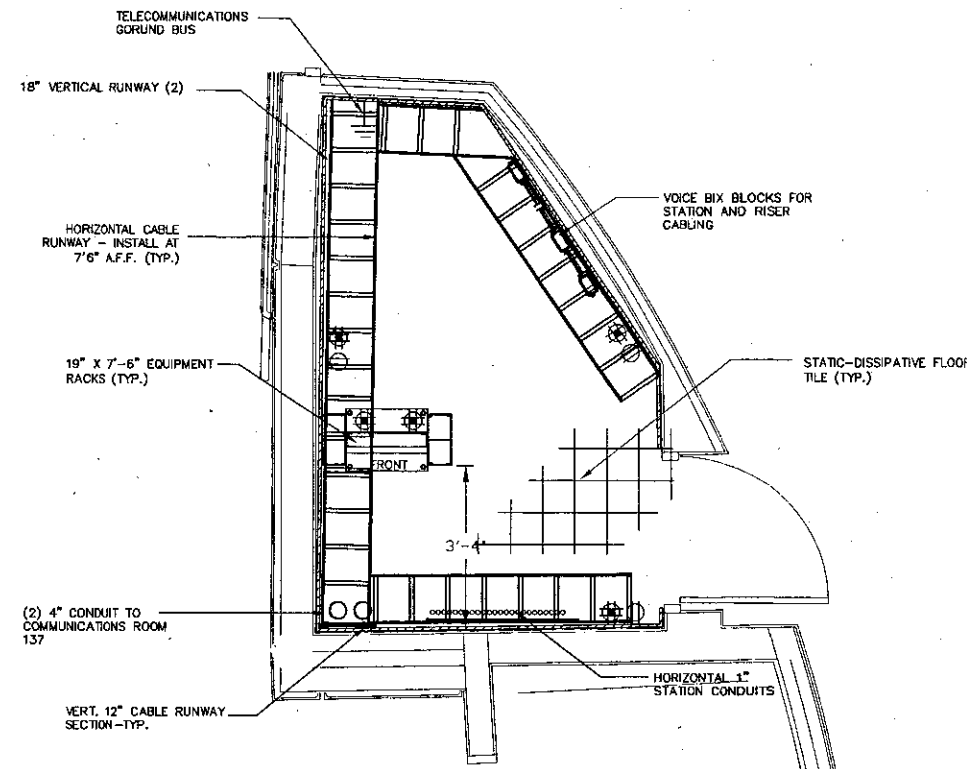 TELECOMMUNICATIONS
GORUND BUS
18" VERTICAL RUNWAY (2)
HORIZONTAL CABLE
RUNWAY - INSTALL AT
7'6" A.F.F. (TYP.)
VOICE BIX BLOCKS FOR
STATION AND RISER
CABLING
19" X 7'-6" EQUIPMENT
RACKS (TYP.)
STATIC-DISSIPATIVE FLOOR
TILE (TYP.)
FRONT
3'-4"
(2) 4" CONDUIT TO
COMMUNICATIONS ROOM
137
HORIZONTAL 1"
STATION CONDUITS
VERT. 12" CABLE RUNWAY
SECTION-TYP.